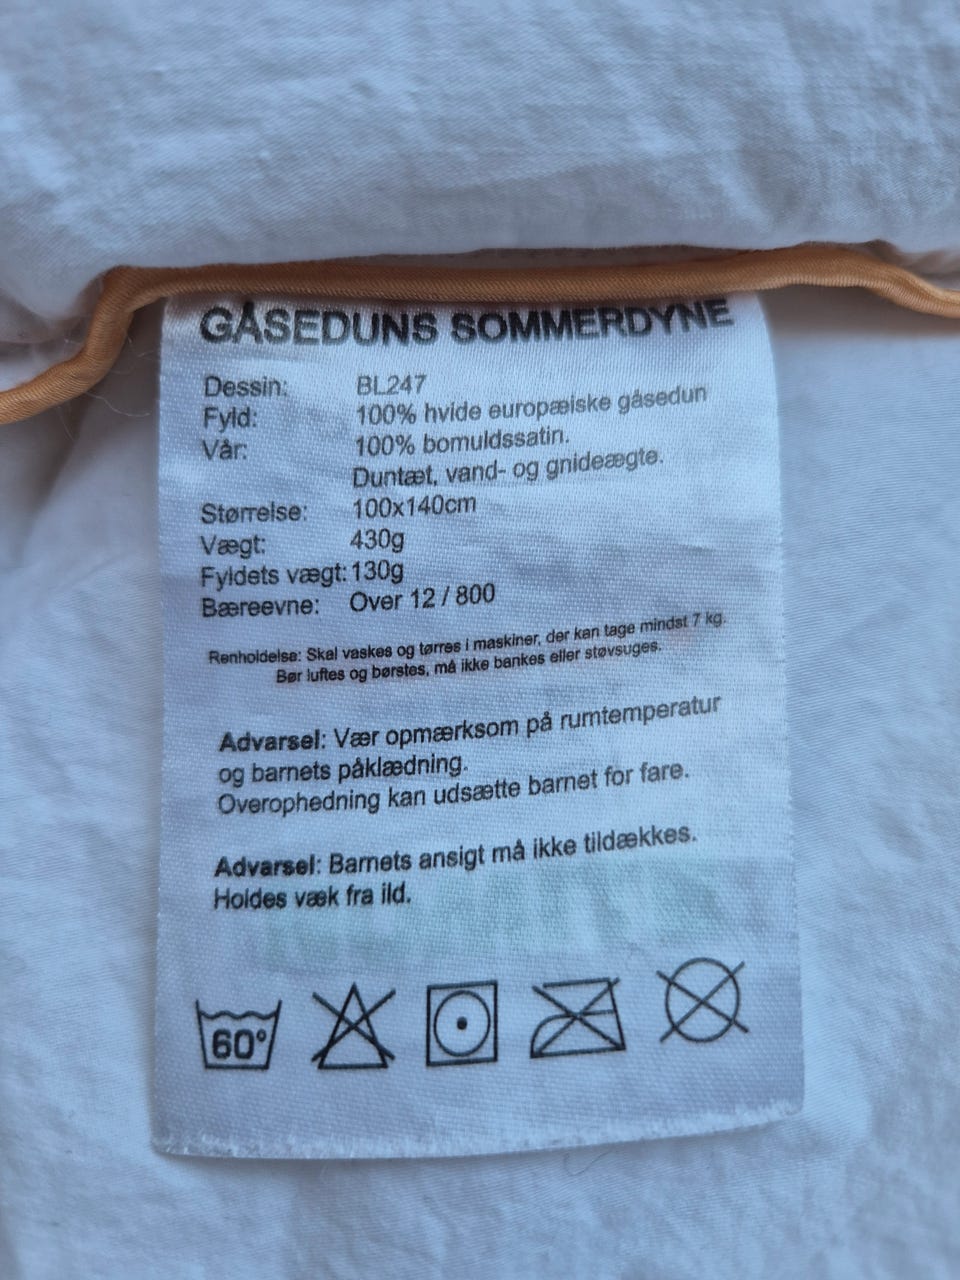 GÅSEDUNS SOMMERDYNE
Dessin: BL247
Fyld: 100% hvide europæiske gåsedun
Vår: 100% bomuldssatin.
Duntæt, vand- og gnideægte.
Størrelse: 100x140cm
Vægt: 430g
Fyldets vægt: 130g
Bæreevne: Over 12 / 800
Renholdelse: Skal vaskes og tørres i maskiner, der kan tage mindst 7 kg.
Bør luftes og børstes, må ikke bankes eller støvsuges.
Advarsel: Vær opmærksom på rumtemperatur
og barnets påklædning.
Overophedning kan udsætte barnet for fare.
Advarsel: Barnets ansigt må ikke tildækkes.
Holdes væk fra ild.
60°